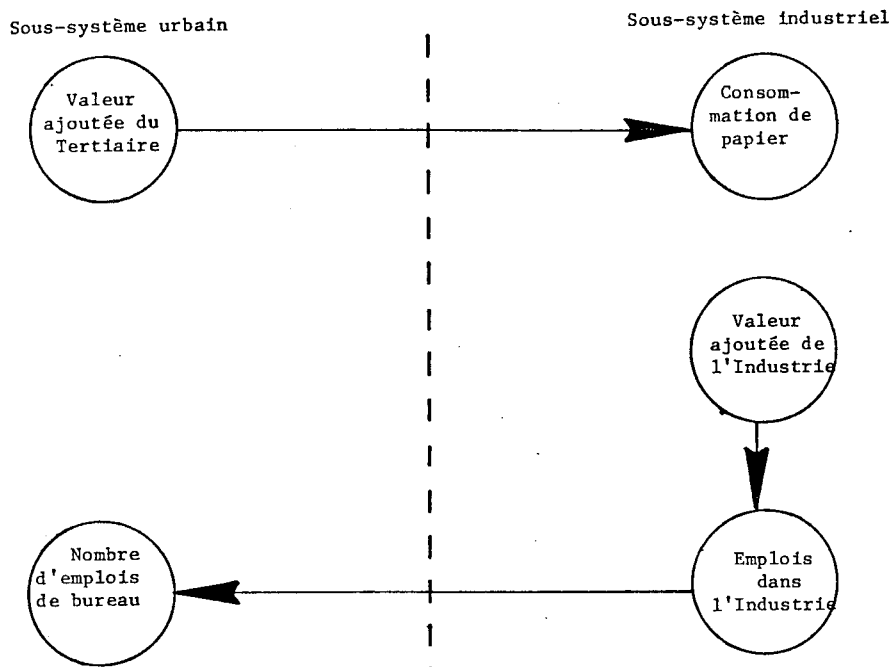 Sous-système urbain
Sous-système industriel
Valeur
ajoutée du
Tertiaire
Consom-
mation de
papier
Valeur
ajoutée de
l'Industrie
Nombre
d'emplois
de bureau
Emplois
dans
l'Industrie